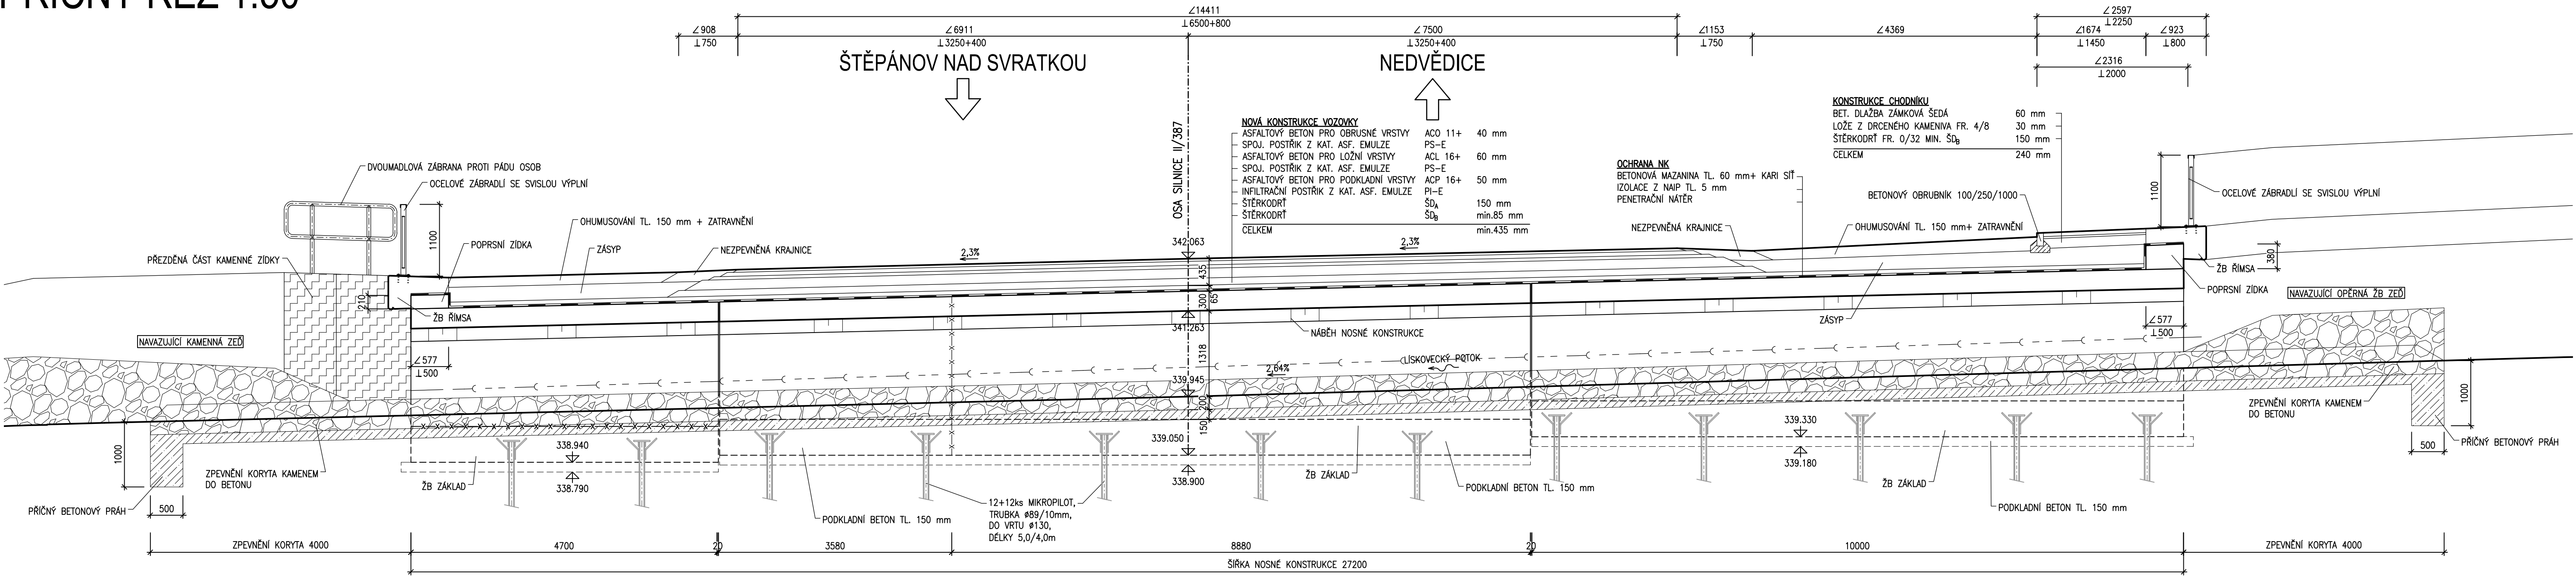 PŘÍČNÝ ŘEZ 1:50
∠14411
⊥6500+800
∠2597
⊥2250
∠908
⊥750
∠6911
⊥3250+400
∠7500
⊥3250+400
∠1153
⊥750
∠4369
∠1674
⊥1450
∠923
⊥800
∠2316
⊥2000
ŠTĚPÁNOV NAD SVRATKOU
NEDVĚDICE
OSA SILNICE II/387
NOVÁ KONSTRUKCE VOZOVKY
ASFALTOVÝ BETON PRO OBRUSNÉ VRSTVY ACO 11+ 40 mm
SPOJ. POSTŘIK Z KAT. ASF. EMULZE PS-E
ASFALTOVÝ BETON PRO LOŽNÍ VRSTVY ACL 16+ 60 mm
SPOJ. POSTŘIK Z KAT. ASF. EMULZE PS-E
ASFALTOVÝ BETON PRO PODKLADNÍ VRSTVY ACP 16+ 50 mm
INFILTRAČNÍ POSTŘIK Z KAT. ASF. EMULZE PI-E
ŠTĚRKODRŤ ŠDA 150 mm
ŠTĚRKODRŤ ŠDB min.85 mm
CELKEM min.435 mm
OCHRANA NK
BETONOVÁ MAZANINA TL. 60 mm+ KARI SÍŤ
IZOLACE Z NAIP TL. 5 mm
PENETRAČNÍ NÁTĚR
KONSTRUKCE CHODNÍKU
BET. DLAŽBA ZÁMKOVÁ ŠEDÁ 60 mm
LOŽE Z DRCENÉHO KAMENIVA FR. 4/8 30 mm
ŠTĚRKODRŤ FR. 0/32 MIN. ŠDB 150 mm
CELKEM 240 mm
DVOUMADLOVÁ ZÁBRANA PROTI PÁDU OSOB
OCELOVÉ ZÁBRADLÍ SE SVISLOU VÝPLNÍ
1100
OHUMUSOVÁNÍ TL. 150 mm + ZATRAVNĚNÍ
POPRSNÍ ZÍDKA
ZÁSYP
NEZPEVNĚNÁ KRAJNICE
PŘEZDĚNÁ ČÁST KAMENNÉ ZÍDKY
210
ŽB ŘÍMSA
NAVAZUJÍCÍ KAMENNÁ ZEĎ
∠577
⊥500
2,3%
342.063
2,3%
435
65
300
341.263
NÁBĚH NOSNÉ KONSTRUKCE
1318
LÍSKOVECKÝ POTOK
2,64%
339.945
200
150
NEZPEVNĚNÁ KRAJNICE
BETONOVÝ OBRUBNÍK 100/250/1000
OHUMUSOVÁNÍ TL. 150 mm+ ZATRAVNĚNÍ
1100
OCELOVÉ ZÁBRADLÍ SE SVISLOU VÝPLNÍ
380
ŽB ŘÍMSA
POPRSNÍ ZÍDKA
NAVAZUJÍCÍ OPĚRNÁ ŽB ZEĎ
ZÁSYP
∠577
⊥500
1000
ZPEVNĚNÍ KORYTA KAMENEM
DO BETONU
PŘÍČNÝ BETONOVÝ PRÁH
500
1000
500
PŘÍČNÝ BETONOVÝ PRÁH
ZPEVNĚNÍ KORYTA KAMENEM
DO BETONU
ŽB ZÁKLAD
338.940
338.790
PODKLADNÍ BETON TL. 150 mm
12+12ks MIKROPILOT,
TRUBKA ø89/10mm,
DO VRTU ø130,
DÉLKY 5,0/4,0m
339.050
338.900
ŽB ZÁKLAD
PODKLADNÍ BETON TL. 150 mm
339.330
339.180
ŽB ZÁKLAD
PODKLADNÍ BETON TL. 150 mm
ZPEVNĚNÍ KORYTA 4000
4700
20
3580
8880
20
10000
ZPEVNĚNÍ KORYTA 4000
ŠÍŘKA NOSNÉ KONSTRUKCE 27200